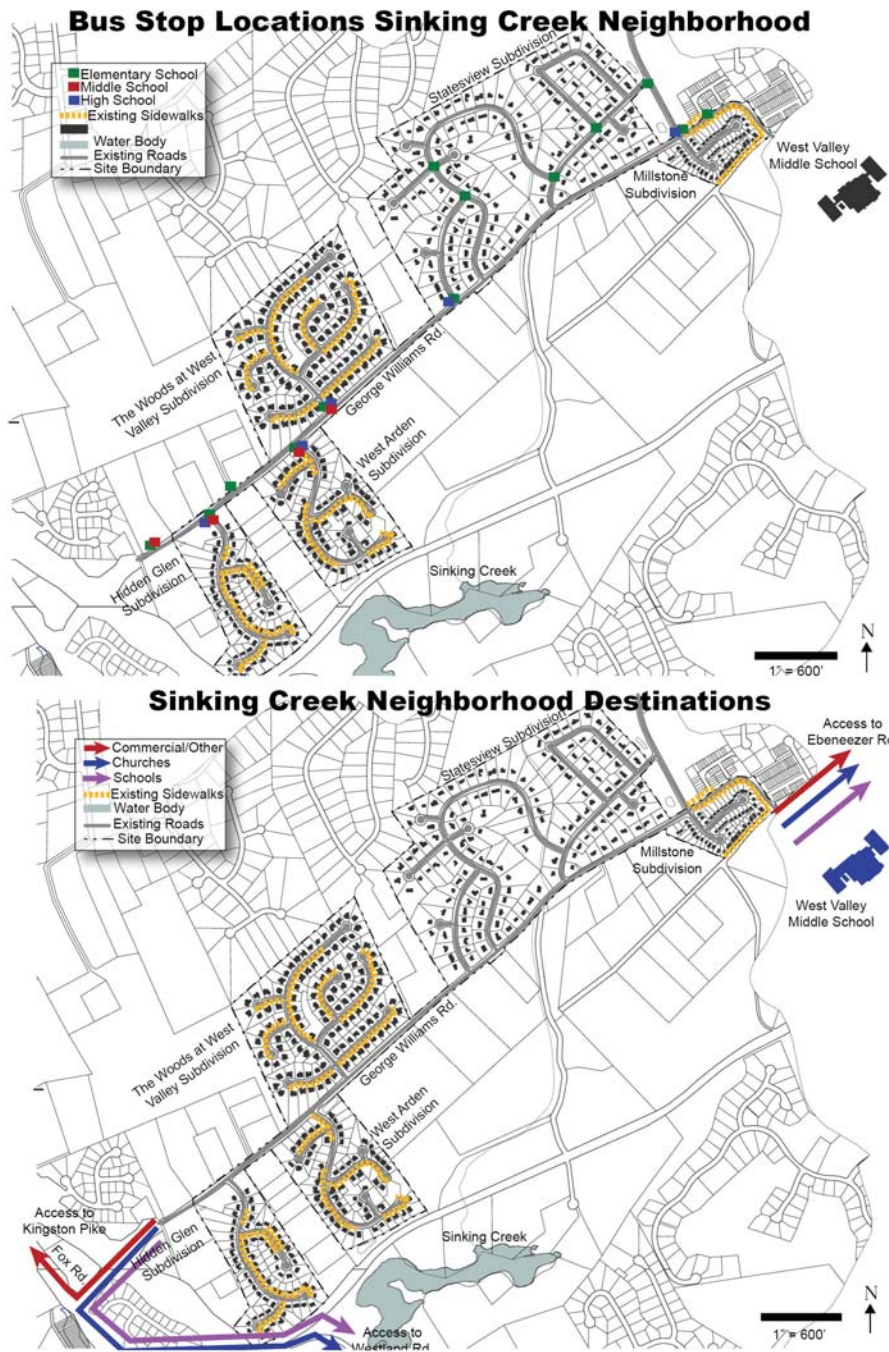 Bus Stop Locations Sinking Creek Neighborhood
Elementary School
Middle School
High School
Existing Sidewalks
Water Body
Existing Roads
Site Boundary
Statesview Subdivision
West Valley
Middle School
Millstone
Subdivision
The Woods at West
Valley Subdivision
George Williams Rd.
West Arden
Subdivision
Hidden Glen
Subdivision
Sinking Creek
N
1"= 600'
Sinking Creek Neighborhood Destinations
Commercial/Other
Churches
Schools
Existing Sidewalks
Water Body
Existing Roads
Site Boundary
Statesview Subdivision
Access to
Ebeneezer R
Millstone
Subdivision
West Valley
Middle School
The Woods at West
Valley Subdivision
George Williams Rd.
West Arden
Subdivision
Access to
Kingston Pike
Fox Rd.
Hidden Glen
Subdivision
Sinking Creek
Access to
Westland Rd.
N
1"= 600'